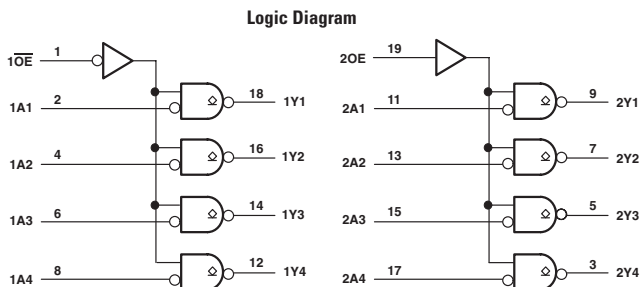 Logic Diagram
1OE 1
1A1 2 18 1Y1
1A2 4 16 1Y2
1A3 6 14 1Y3
1A4 8 12 1Y4
2OE 19
2A1 11 9 2Y1
2A2 13 7 2Y2
2A3 15 5 2Y3
2A4 17 3 2Y4